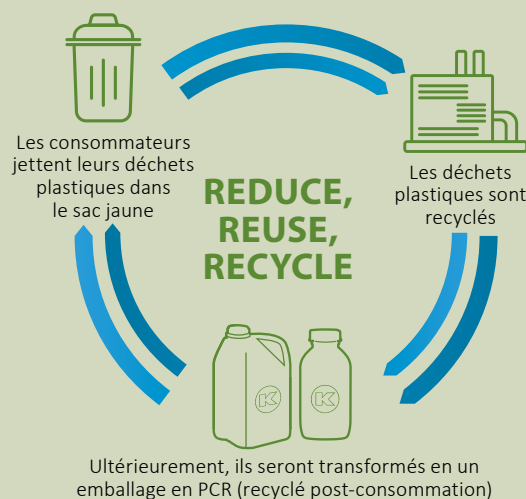 Les consommateurs
jettent leurs déchets
plastiques dans
le sac jaune
Les déchets
plastiques sont
recyclés
REDUCE,
REUSE,
RECYCLE
K
K
Ultérieurement, ils seront transformés en un
emballage en PCR (recyclé post-consommation)